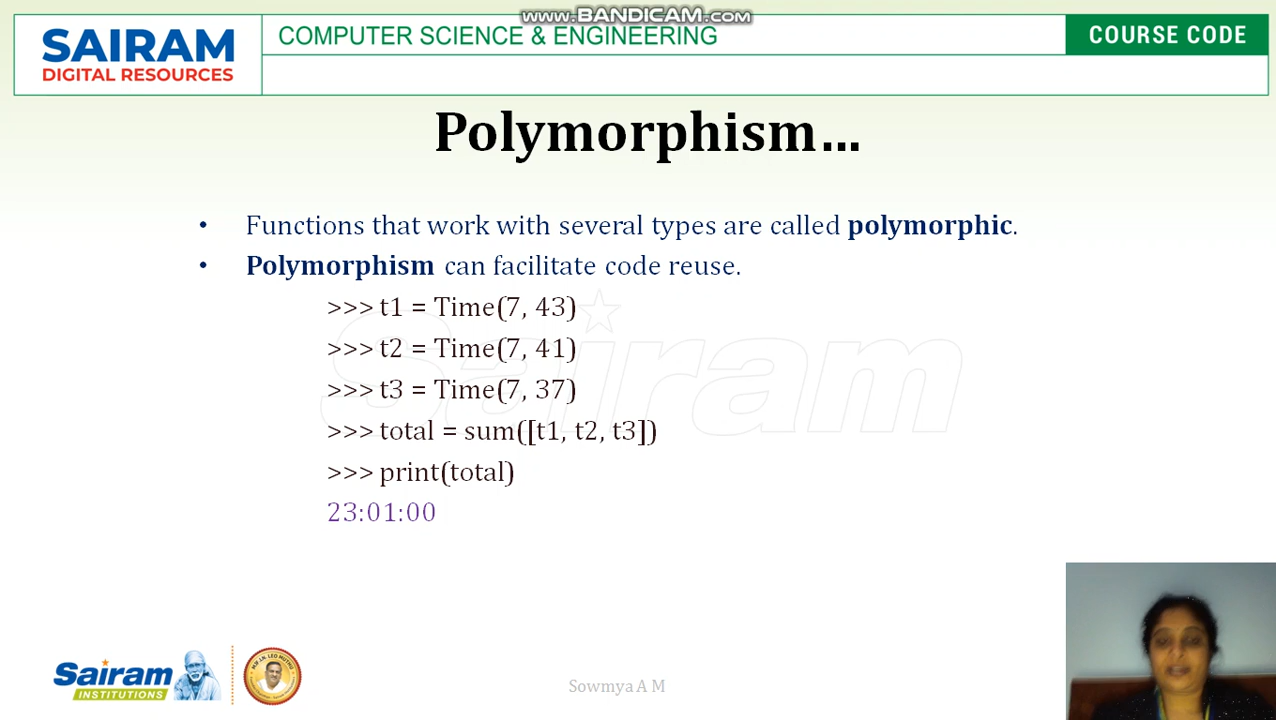 www.BANDICAM.com
SAIRAM
DIGITAL RESOURCES
COMPUTER SCIENCE & ENGINEERING
COURSE CODE
Polymorphism...
• Functions that work with several types are called polymorphic.
• Polymorphism can facilitate code reuse.
>>> t1 = Time(7, 43)
>>> t2 = Time(7, 41)
>>> t3 = Time(7, 37)
>>> total = sum([t1, t2, t3])
>>> print(total)
23:01:00
Sairam
Sairam
INSTITUTIONS
Sowmya A M